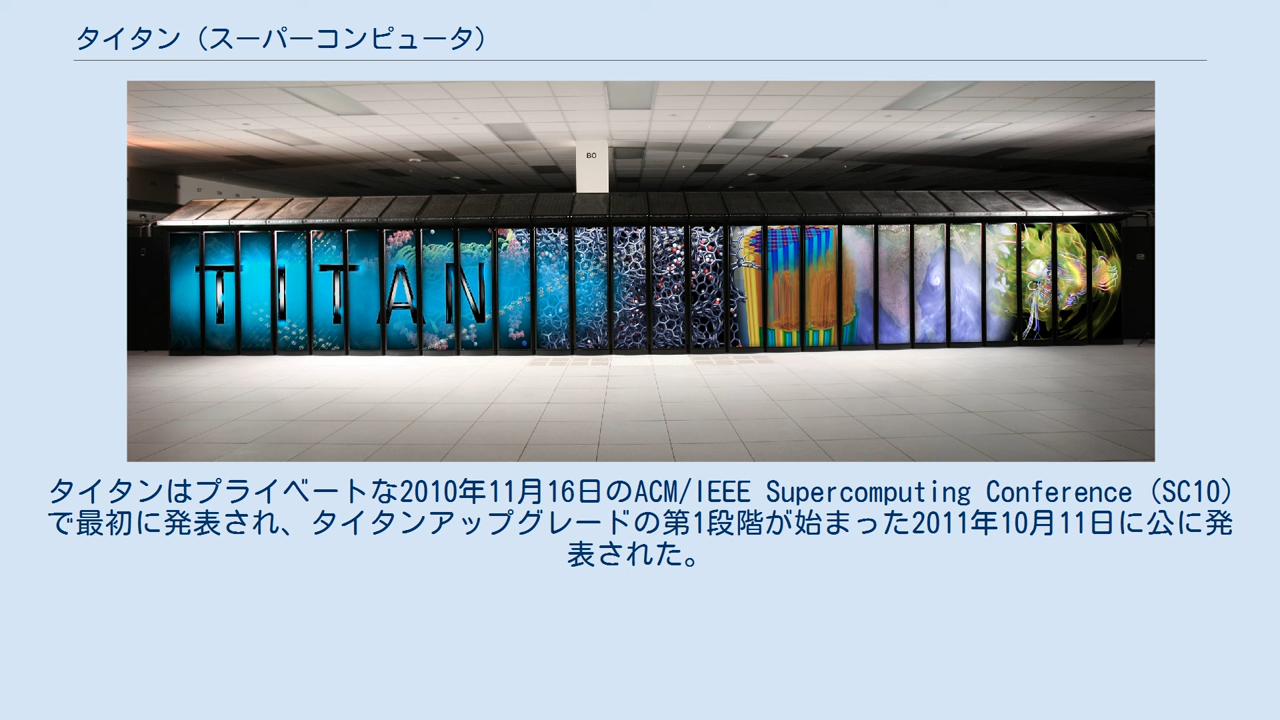 タイタン（スーパーコンピュータ）
BO
TITAN
タイタンはプライベートな2010年11月16日のACM/IEEE Supercomputing Conference（SC10）
で最初に発表され、タイタンアップグレードの第1段階が始まった2011年10月11日に公に発
表された。